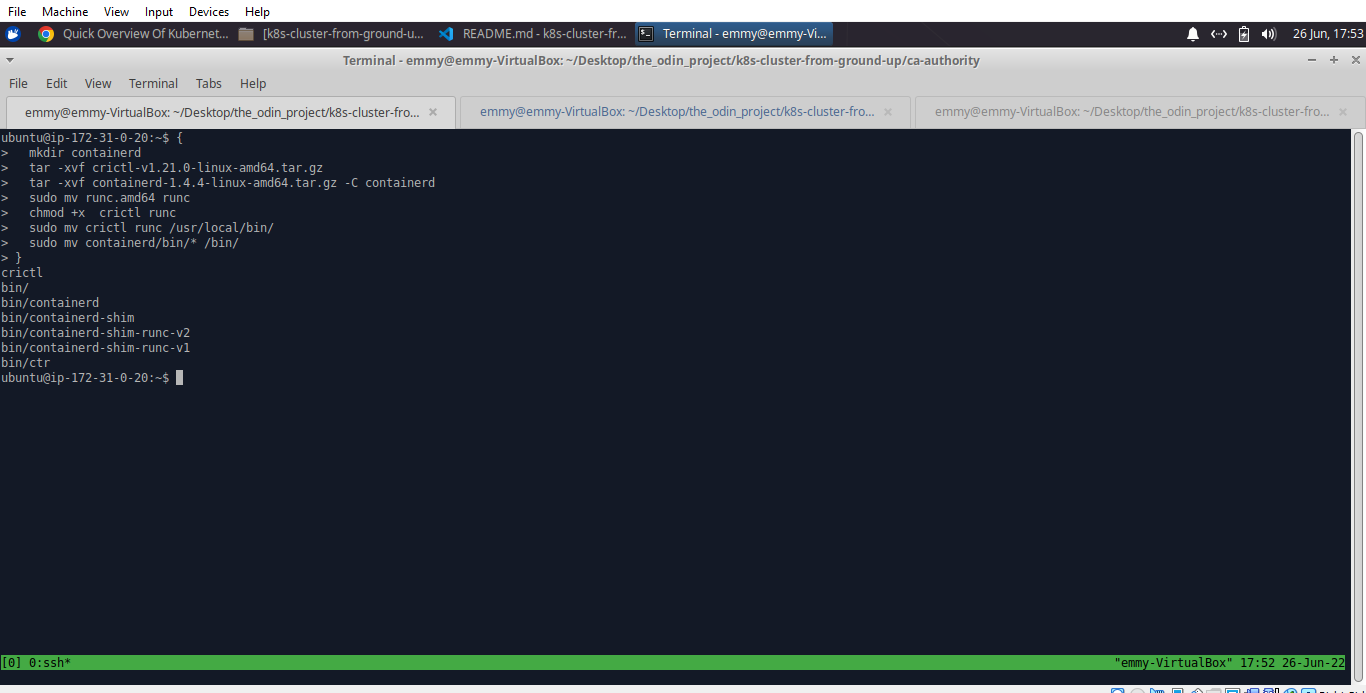 File Machine View Input Devices Help
Quick Overview Of Kubernet... [k8s-cluster-from-ground-u... README.md - k8s-cluster-fr... Terminal - emmy@emmy-Vi... 26 Jun, 17:53
Terminal - emmy@emmy-VirtualBox: ~/Desktop/the_odin_project/k8s-cluster-from-ground-up/ca-authority
File Edit View Terminal Tabs Help
emmy@emmy-VirtualBox: ~/Desktop/the_odin_project/k8s-cluster-fro... emmy@emmy-VirtualBox: ~/Desktop/the_odin_project/k8s-cluster-fro... emmy@emmy-VirtualBox: ~/Desktop/the_odin_project/k8s-cluster-fro...
ubuntu@ip-172-31-0-20:~$ {
>   mkdir containerd
>   tar -xvf crictl-v1.21.0-linux-amd64.tar.gz
>   tar -xvf containerd-1.4.4-linux-amd64.tar.gz -C containerd
>   sudo mv runc.amd64 runc
>   chmod +x  crictl runc
>   sudo mv crictl runc /usr/local/bin/
>   sudo mv containerd/bin/* /bin/
> }
crictl
bin/
bin/containerd
bin/containerd-shim
bin/containerd-shim-runc-v2
bin/containerd-shim-runc-v1
bin/ctr
ubuntu@ip-172-31-0-20:~$
[0] 0:ssh* "emmy-VirtualBox" 17:52 26-Jun-22